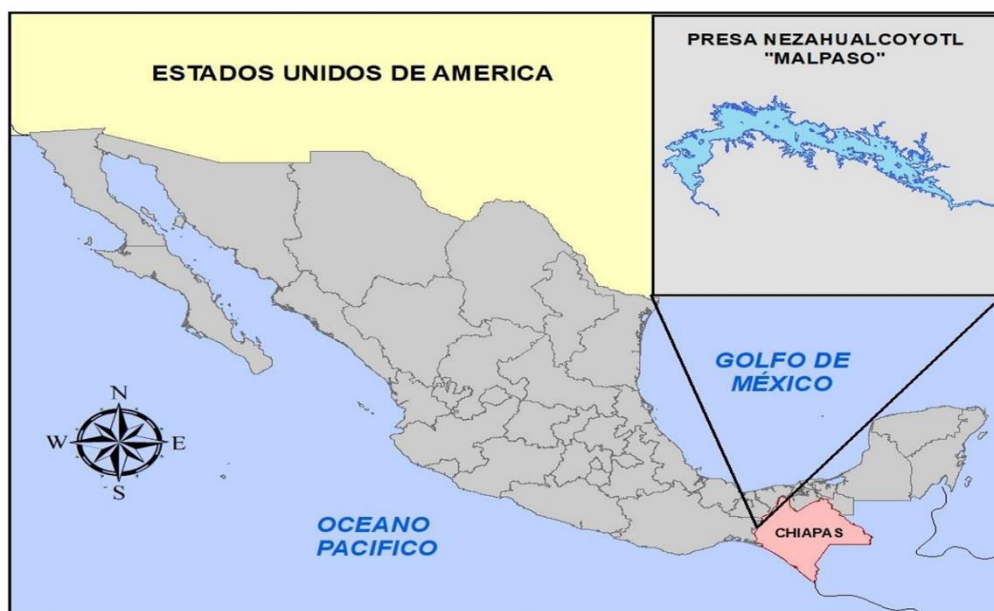 ESTADOS UNIDOS DE AMERICA
PRESA NEZAHUALCOYOTL
"MALPASO"
GOLFO DE
MÉXICO
N
W
E
S
OCEANO
PACIFICO
CHIAPAS